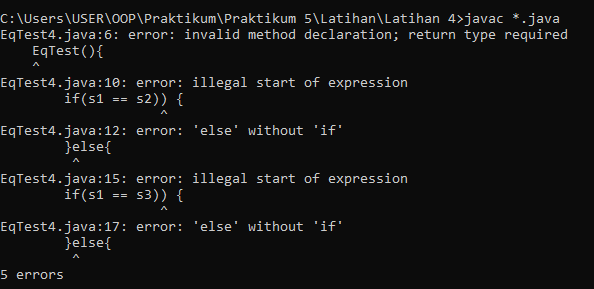 C:\Users\USER\OOP\Praktikum\Praktikum 5\Latihan\Latihan 4>javac *.java
EqTest4.java:6: error: invalid method declaration; return type required
    EqTest(){
    ^
EqTest4.java:10: error: illegal start of expression
        if(s1 == s2)) {
                    ^
EqTest4.java:12: error: 'else' without 'if'
        }else{
         ^
EqTest4.java:15: error: illegal start of expression
        if(s1 == s3)) {
                    ^
EqTest4.java:17: error: 'else' without 'if'
        }else{
         ^
5 errors